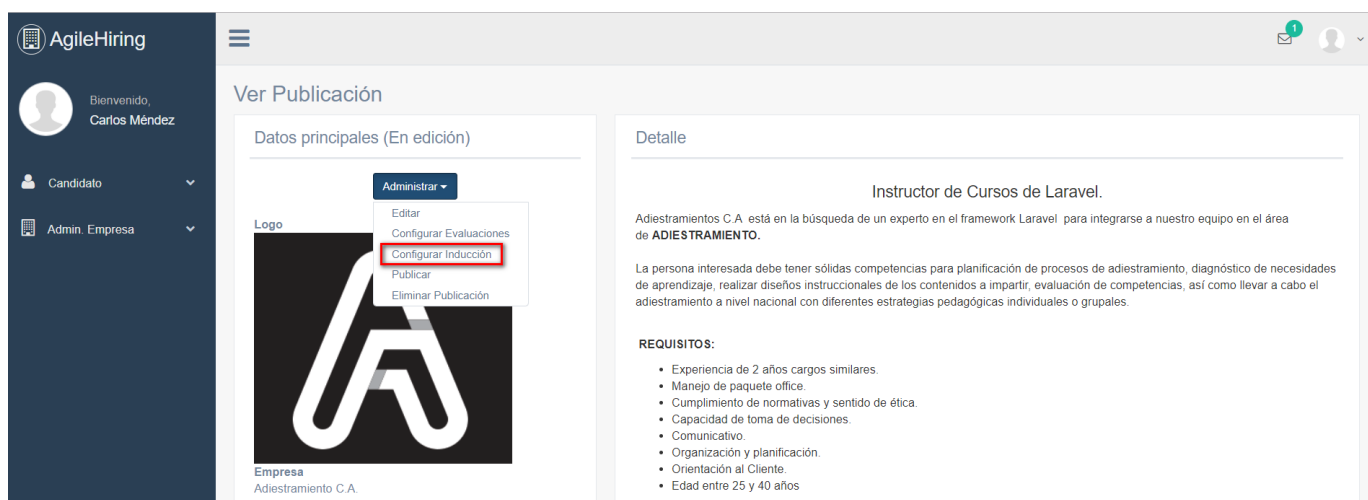 AgileHiring
1
Bienvenido,
Carlos Méndez
Candidato
Admin. Empresa
Ver Publicación
Datos principales (En edición)
Administrar
Editar
Configurar Evaluaciones
Configurar Inducción
Publicar
Eliminar Publicación
Logo
Empresa
Adiestramiento C.A.
Detalle
Instructor de Cursos de Laravel.
Adiestramientos C.A está en la búsqueda de un experto en el framework Laravel para integrarse a nuestro equipo en el área
de ADIESTRAMIENTO.
La persona interesada debe tener sólidas competencias para planificación de procesos de adiestramiento, diagnóstico de necesidades
de aprendizaje, realizar diseños instruccionales de los contenidos a impartir, evaluación de competencias, así como llevar a cabo el
adiestramiento a nivel nacional con diferentes estrategias pedagógicas individuales o grupales.
REQUISITOS:
• Experiencia de 2 años cargos similares.
• Manejo de paquete office.
• Cumplimiento de normativas y sentido de ética.
• Capacidad de toma de decisiones.
• Comunicativo.
• Organización y planificación.
• Orientación al Cliente.
• Edad entre 25 y 40 años